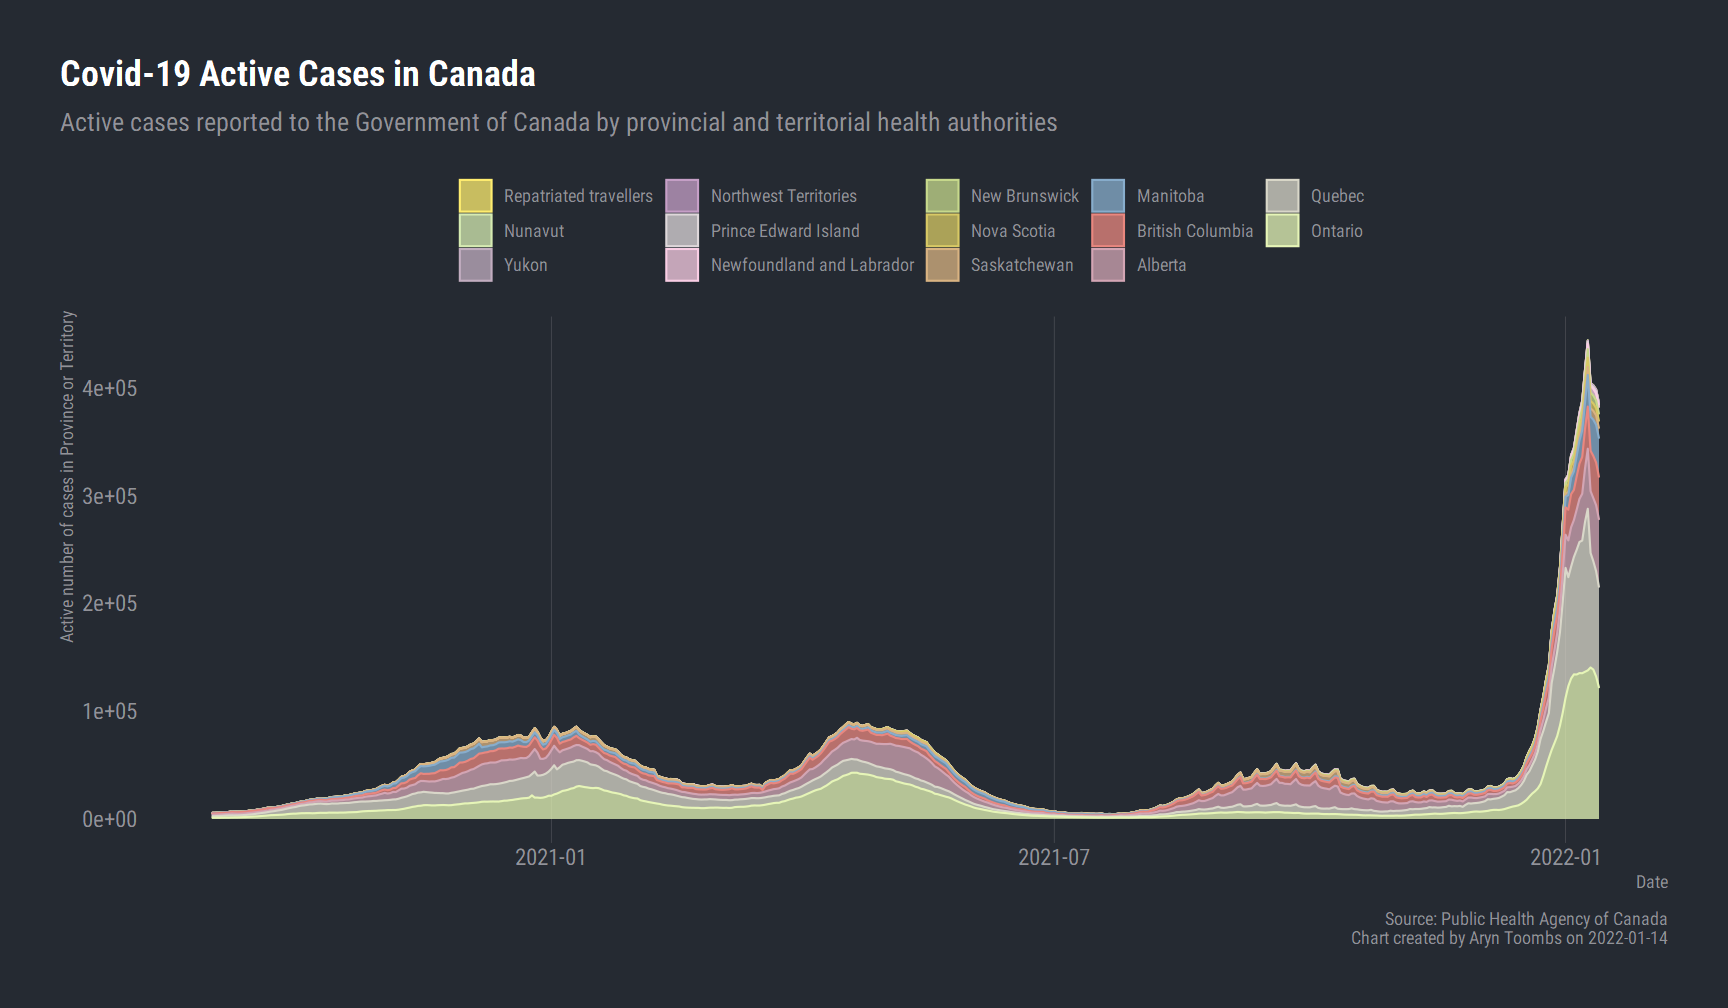 Covid-19 Active Cases in Canada
Active cases reported to the Government of Canada by provincial and territorial health authorities
Repatriated travellers
Northwest Territories
New Brunswick
Manitoba
Quebec
Nunavut
Prince Edward Island
Nova Scotia
British Columbia
Ontario
Yukon
Newfoundland and Labrador
Saskatchewan
Alberta
Active number of cases in Province or Territory
4e+05
3e+05
2e+05
1e+05
0e+00
2021-01
2021-07
2022-01
Date
Source: Public Health Agency of Canada
Chart created by Aryn Toombs on 2022-01-14